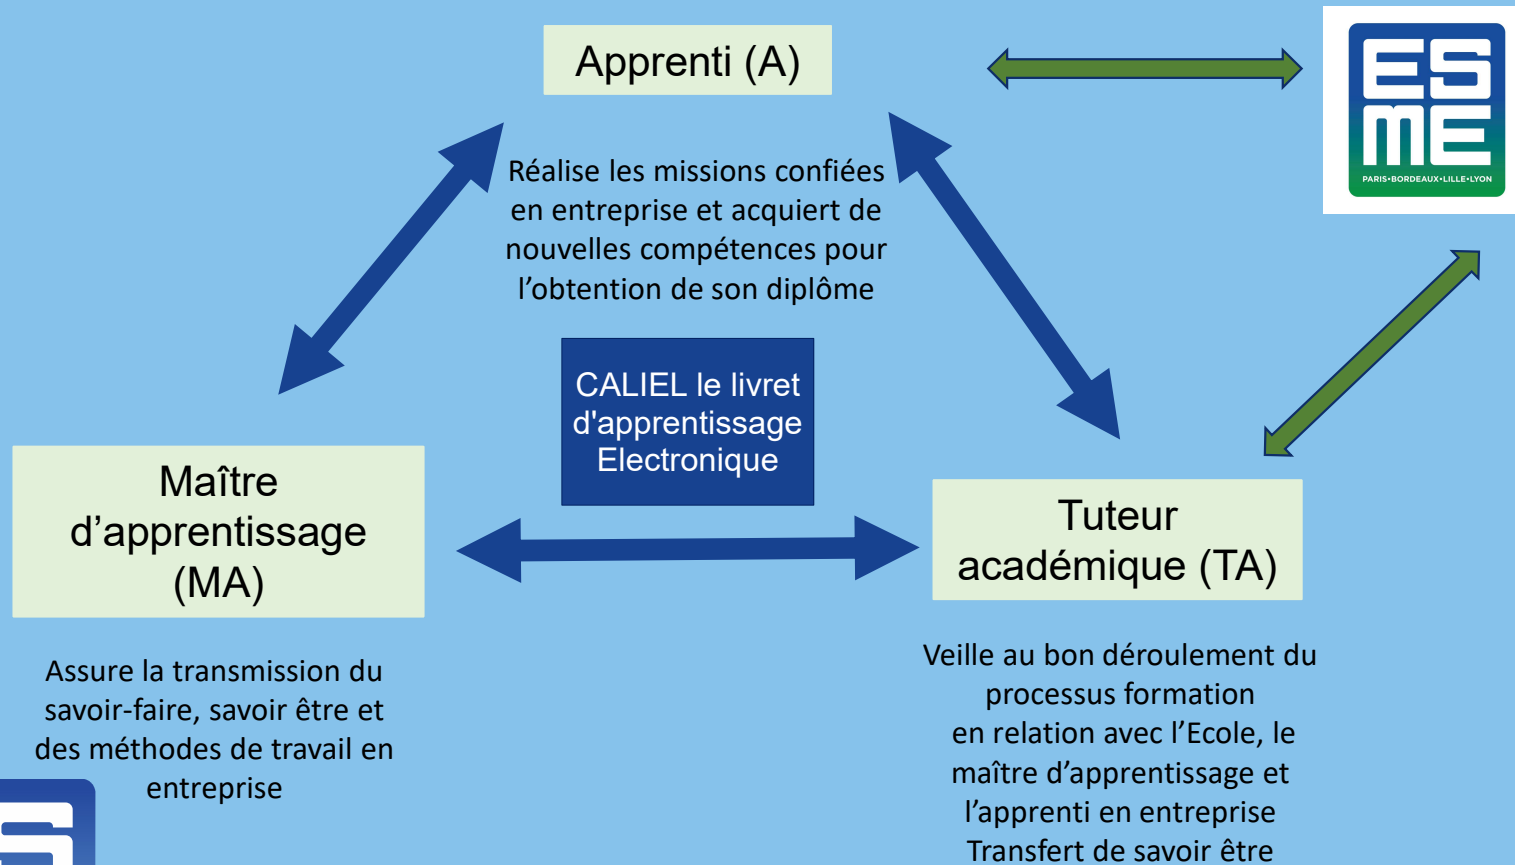 Apprenti (A)
ES
ME
PARIS•BORDEAUX•LILLE•LYON
Réalise les missions confiées
en entreprise et acquiert de
nouvelles compétences pour
l’obtention de son diplôme
CALIEL le livret
d'apprentissage
Electronique
Maître
d’apprentissage
(MA)
Tuteur
académique (TA)
Assure la transmission du
savoir-faire, savoir être et
des méthodes de travail en
entreprise
Veille au bon déroulement du
processus formation
en relation avec l’Ecole, le
maître d’apprentissage et
l’apprenti en entreprise
Transfert de savoir être